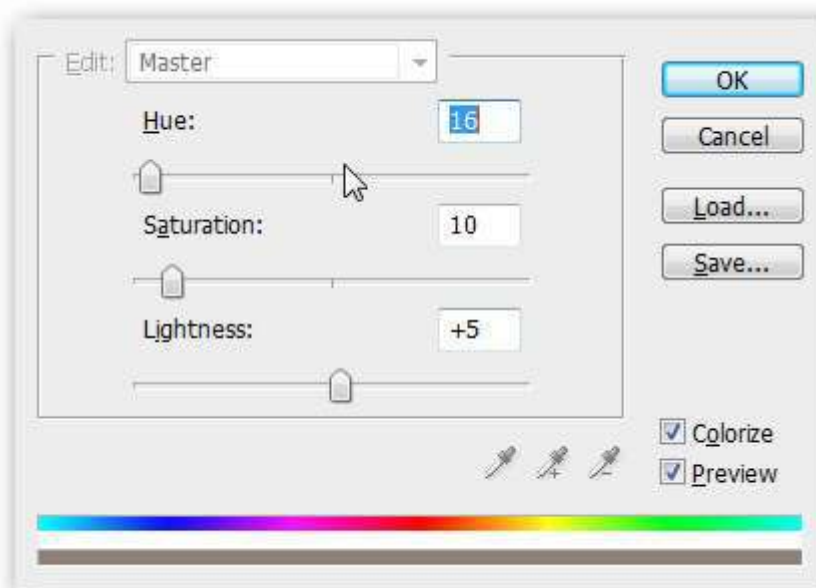 Edit: Master
OK
Hue: 16
Cancel
Load...
Saturation: 10
Save...
Lightness: +5
Colorize
Preview